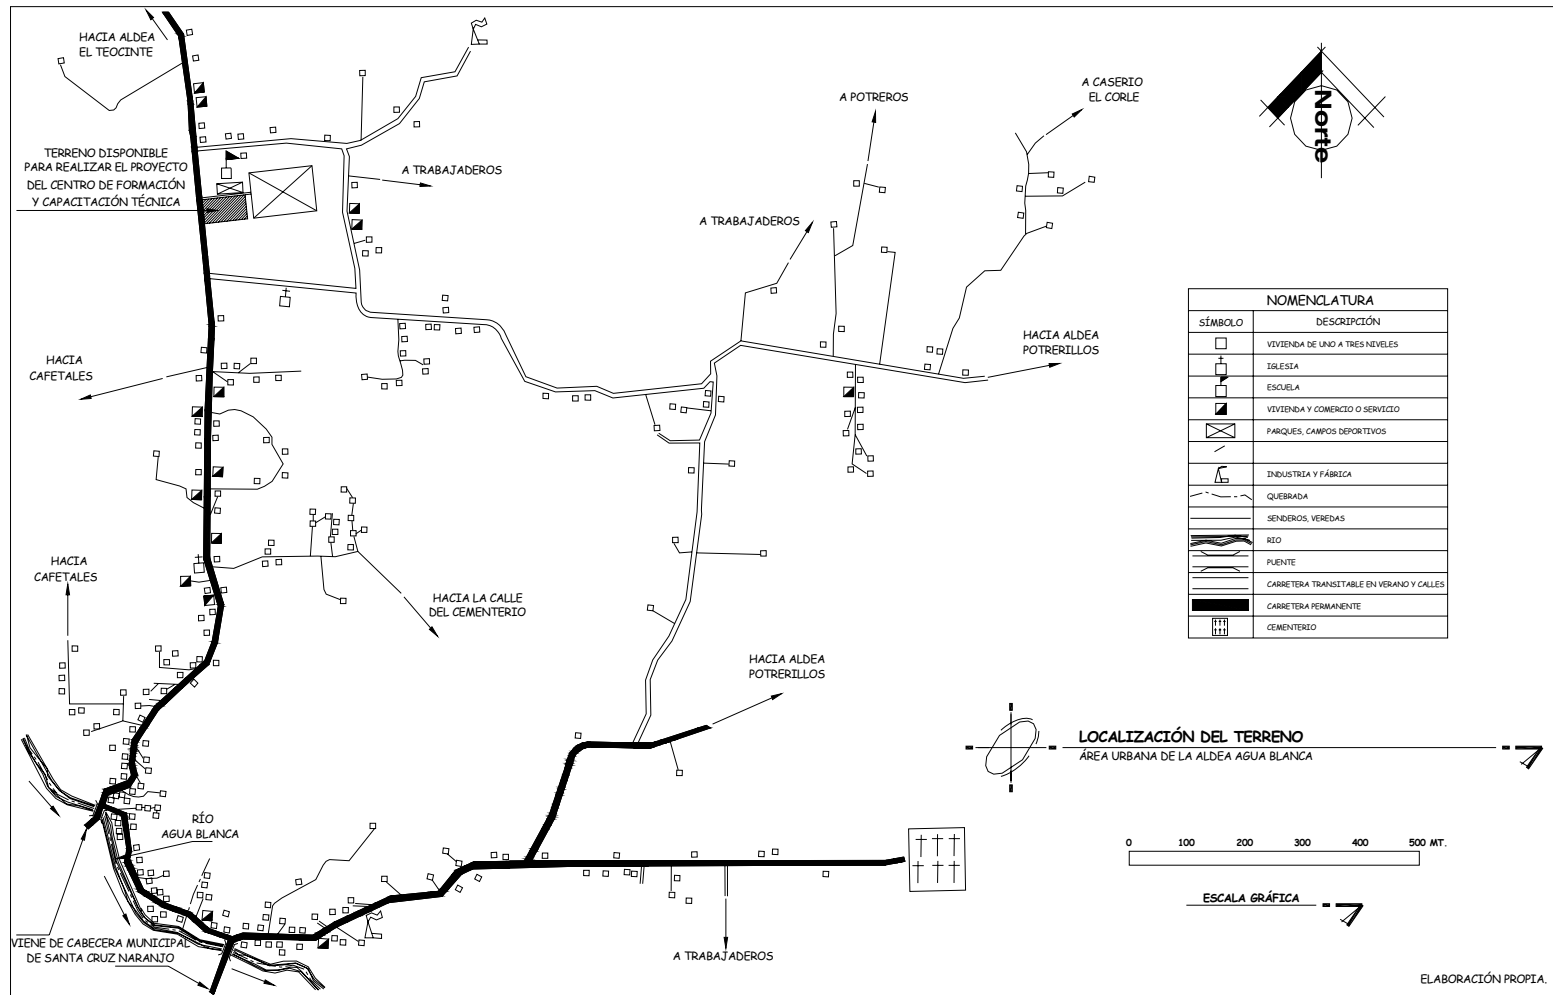 HACIA ALDEA
EL TEOCINTE
TERRENO DISPONIBLE
PARA REALIZAR EL PROYECTO
DEL CENTRO DE FORMACIÓN
Y CAPACITACIÓN TÉCNICA
A TRABAJADEROS
A POTREROS
A CASERIO
EL CORLE
A TRABAJADEROS
Norte
HACIA ALDEA
POTRERILLOS
HACIA
CAFETALES
NOMENCLATURA
SÍMBOLO DESCRIPCIÓN
VIVIENDA DE UNO A TRES NIVELES
IGLESIA
ESCUELA
VIVIENDA Y COMERCIO O SERVICIO
PARQUES, CAMPOS DEPORTIVOS
INDUSTRIA Y FÁBRICA
QUEBRADA
SENDEROS, VEREDAS
RIO
PUENTE
CARRETERA TRANSITABLE EN VERANO Y CALLES
CARRETERA PERMANENTE
CEMENTERIO
HACIA
CAFETALES
HACIA LA CALLE
DEL CEMENTERIO
HACIA ALDEA
POTRERILLOS
LOCALIZACIÓN DEL TERRENO
ÁREA URBANA DE LA ALDEA AGUA BLANCA
RÍO
AGUA BLANCA
0 100 200 300 400 500 MT.
ESCALA GRÁFICA
VIENE DE CABECERA MUNICIPAL
DE SANTA CRUZ NARANJO
A TRABAJADEROS
ELABORACIÓN PROPIA.